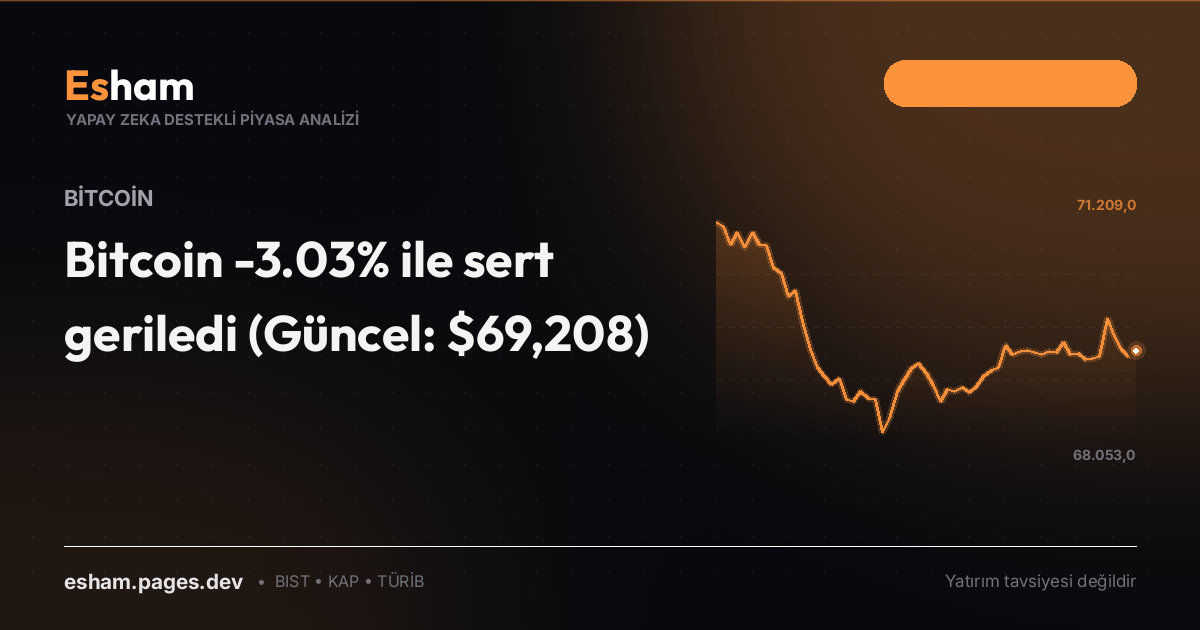 Esham
YAPAY ZEKA DESTEKLİ PİYASA ANALİZİ
BİTCOİN
Bitcoin -3.03% ile sert
geriledi (Güncel: $69,208)
71.209,0
68.053,0
esham.pages.dev • BIST • KAP • TÜRİB
Yatırım tavsiyesi değildir